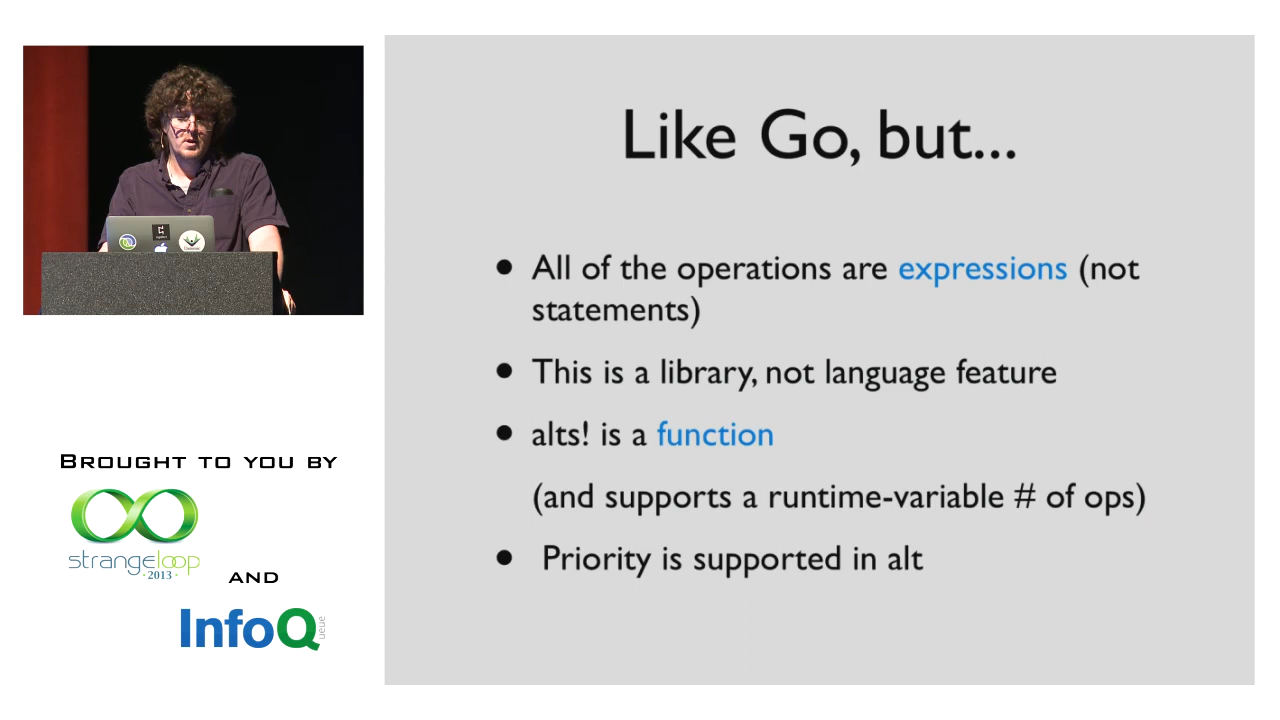 Like Go, but...
• All of the operations are expressions (not
statements)
• This is a library, not language feature
• alts! is a function
(and supports a runtime-variable # of ops)
• Priority is supported in alt
BROUGHT TO YOU BY
strangeloop
·2013·
AND
InfoQ
ueue